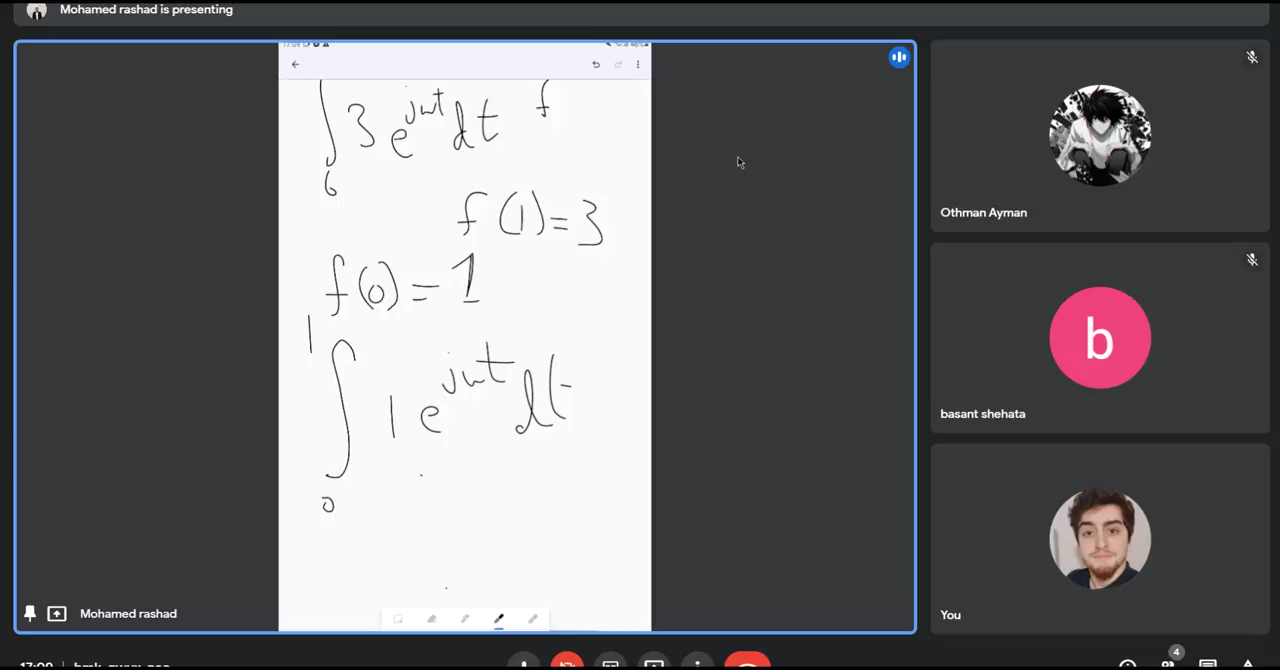 Mohamed rashad is presenting
∫ 3 e^jwt dt f
6
f(1)=3
f(0)=1
1
∫ 1 e^jwt dt
0
Othman Ayman
b
basant shehata
You
Mohamed rashad
4